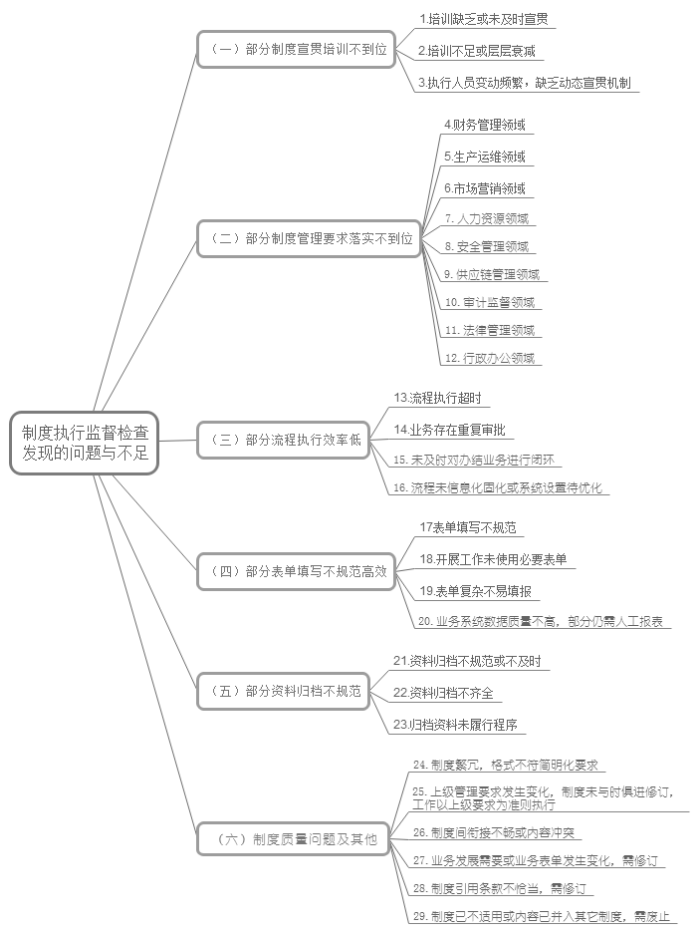 制度执行监督检查
发现的问题与不足
（一）部分制度宣贯培训不到位
1.培训缺乏或未及时宣贯
2.培训不足或层层衰减
3.执行人员变动频繁，缺乏动态宣贯机制
（二）部分制度管理要求落实不到位
4.财务管理领域
5.生产运维领域
6.市场营销领域
7. 人力资源领域
8. 安全管理领域
9. 供应链管理领域
10. 审计监督领域
11. 法律管理领域
12. 行政办公领域
（三）部分流程执行效率低
13.流程执行超时
14.业务存在重复审批
15. 未及时对办结业务进行闭环
16. 流程未信息化固化或系统设置待优化
（四）部分表单填写不规范高效
17表单填写不规范
18.开展工作未使用必要表单
19.表单复杂不易填报
20. 业务系统数据质量不高，部分仍需人工报表
（五）部分资料归档不规范
21.资料归档不规范或不及时
22.资料归档不齐全
23.归档资料未履行程序
（六）制度质量问题及其他
24. 制度繁冗，格式不符简明化要求
25. 上级管理要求发生变化，制度未与时俱进修订，
工作以上级要求为准则执行
26. 制度间衔接不畅或内容冲突
27. 业务发展需要或业务表单发生变化，需修订
28. 制度引用条款不恰当，需修订
29. 制度已不适用或内容已并入其它制度，需废止